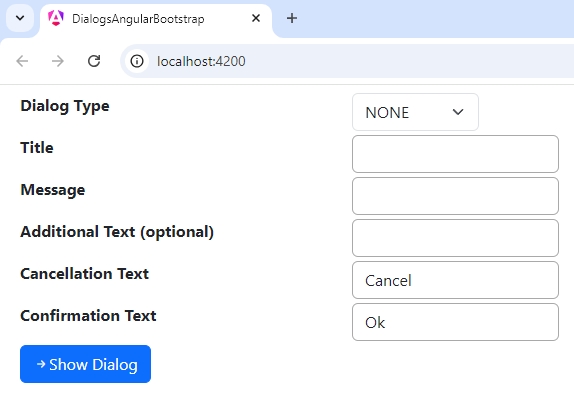 DialogsAngularBootstrap
localhost:4200
Dialog Type NONE
Title
Message
Additional Text (optional)
Cancellation Text Cancel
Confirmation Text Ok
Show Dialog